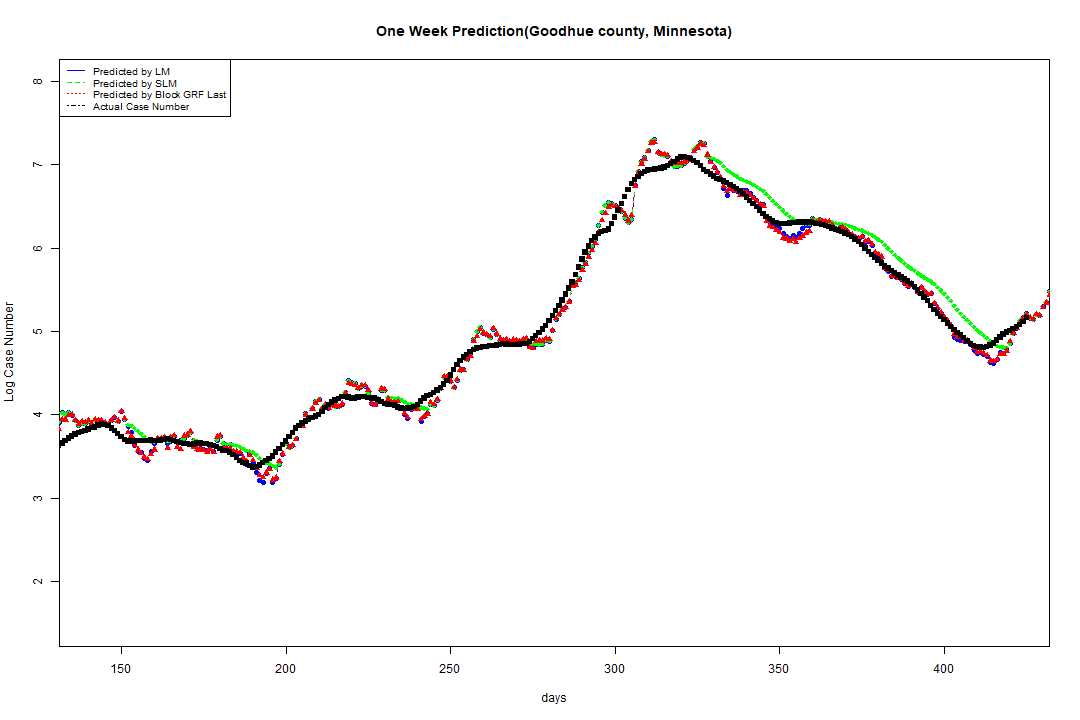 One Week Prediction(Goodhue county, Minnesota)
Predicted by LM
Predicted by SLM
Predicted by Block GRF Last
Actual Case Number
8
7
6
5
4
3
2
Log Case Number
150 200 250 300 350 400
days